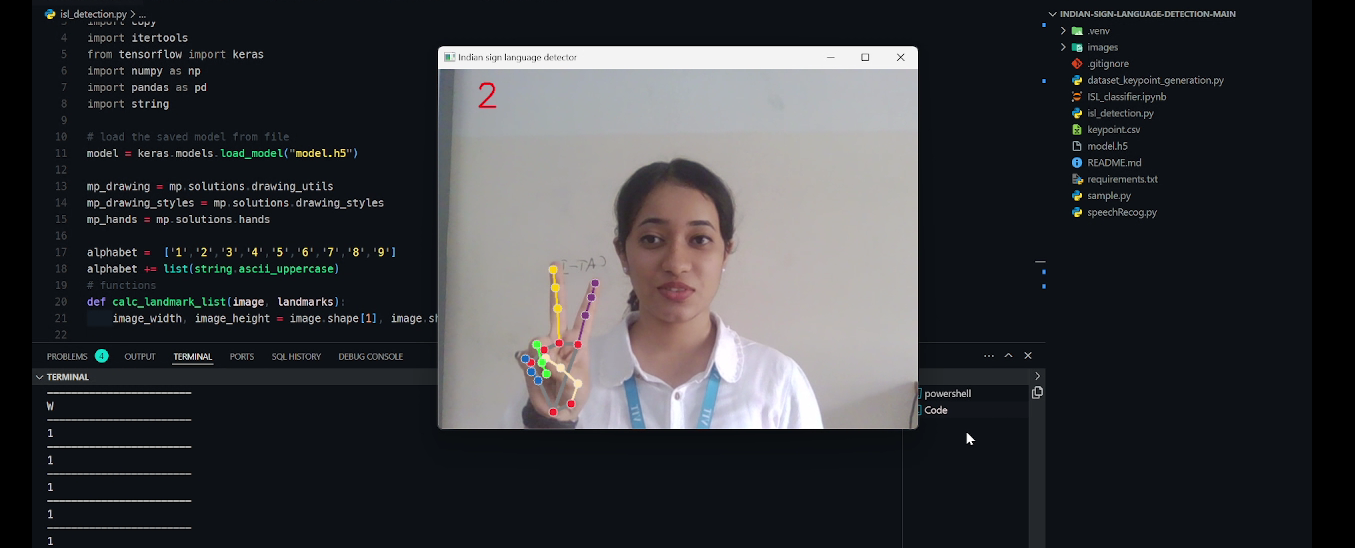 isl_detection.py > ...
3 import copy
4 import itertools
5 from tensorflow import keras
6 import numpy as np
7 import pandas as pd
8 import string
9
10 # load the saved model from file
11 model = keras.models.load_model("model.h5")
12
13 mp_drawing = mp.solutions.drawing_utils
14 mp_drawing_styles = mp.solutions.drawing_styles
15 mp_hands = mp.solutions.hands
16
17 alphabet = ['1','2','3','4','5','6','7','8','9']
18 alphabet += list(string.ascii_uppercase)
19 # functions
20 def calc_landmark_list(image, landmarks):
21 image_width, image_height = image.shape[1], image.sh
22
Indian sign language detector
2
PROBLEMS 4 OUTPUT TERMINAL PORTS SQL HISTORY DEBUG CONSOLE
TERMINAL
W
1
1
1
1
1
powershell
Code
INDIAN-SIGN-LANGUAGE-DETECTION-MAIN
.venv
images
.gitignore
dataset_keypoint_generation.py
ISL_classifier.ipynb
isl_detection.py
keypoint.csv
model.h5
README.md
requirements.txt
sample.py
speechRecog.py